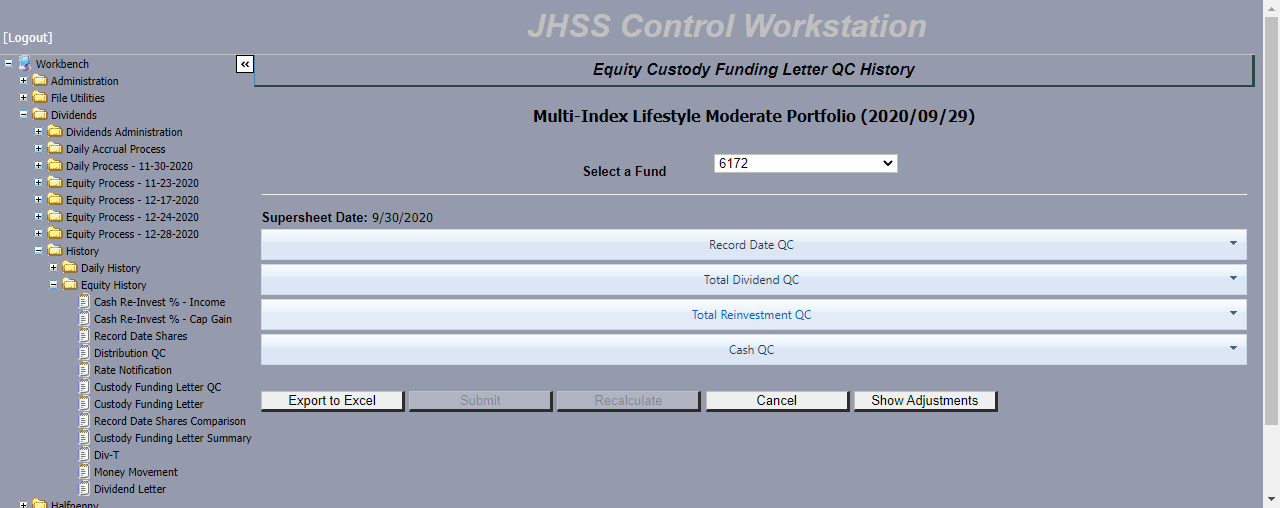 JHSS Control Workstation
[Logout]
Workbench
Administration
File Utilities
Dividends
Dividends Administration
Daily Accrual Process
Daily Process - 11-30-2020
Equity Process - 11-23-2020
Equity Process - 12-17-2020
Equity Process - 12-24-2020
Equity Process - 12-28-2020
History
Daily History
Equity History
Cash Re-Invest % - Income
Cash Re-Invest % - Cap Gain
Record Date Shares
Distribution QC
Rate Notification
Custody Funding Letter QC
Custody Funding Letter
Record Date Shares Comparison
Custody Funding Letter Summary
Div-T
Money Movement
Dividend Letter
Halfpenny
Equity Custody Funding Letter QC History
Multi-Index Lifestyle Moderate Portfolio (2020/09/29)
Select a Fund 6172
Supersheet Date: 9/30/2020
Record Date QC
Total Dividend QC
Total Reinvestment QC
Cash QC
Export to Excel Submit Recalculate Cancel Show Adjustments